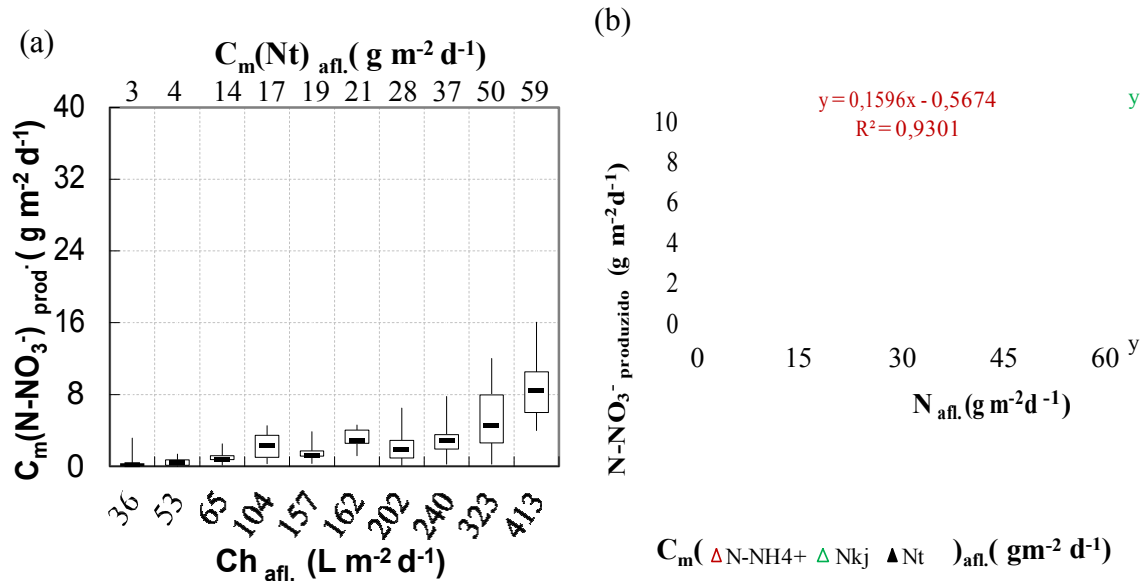 (a)
C_m(Nt) afl.( g m-2 d-1)
3 4 14 17 19 21 28 37 50 59
C_m(N-NO3-) prod.( g m-2 d-1)
40
32
24
16
8
0
36 53 65 104 157 162 202 240 323 413
Ch afl. (L m-2 d-1)
(b)
y = 0,1596x - 0,5674
R² = 0,9301
y
N-NO3- produzido (g m-2d-1)
10
8
6
4
2
0
0 15 30 45 60
y
N afl.(g m-2d -1)
C_m( Δ N-NH4+ Δ Nkj ▲ Nt )afl.( gm-2 d-1)